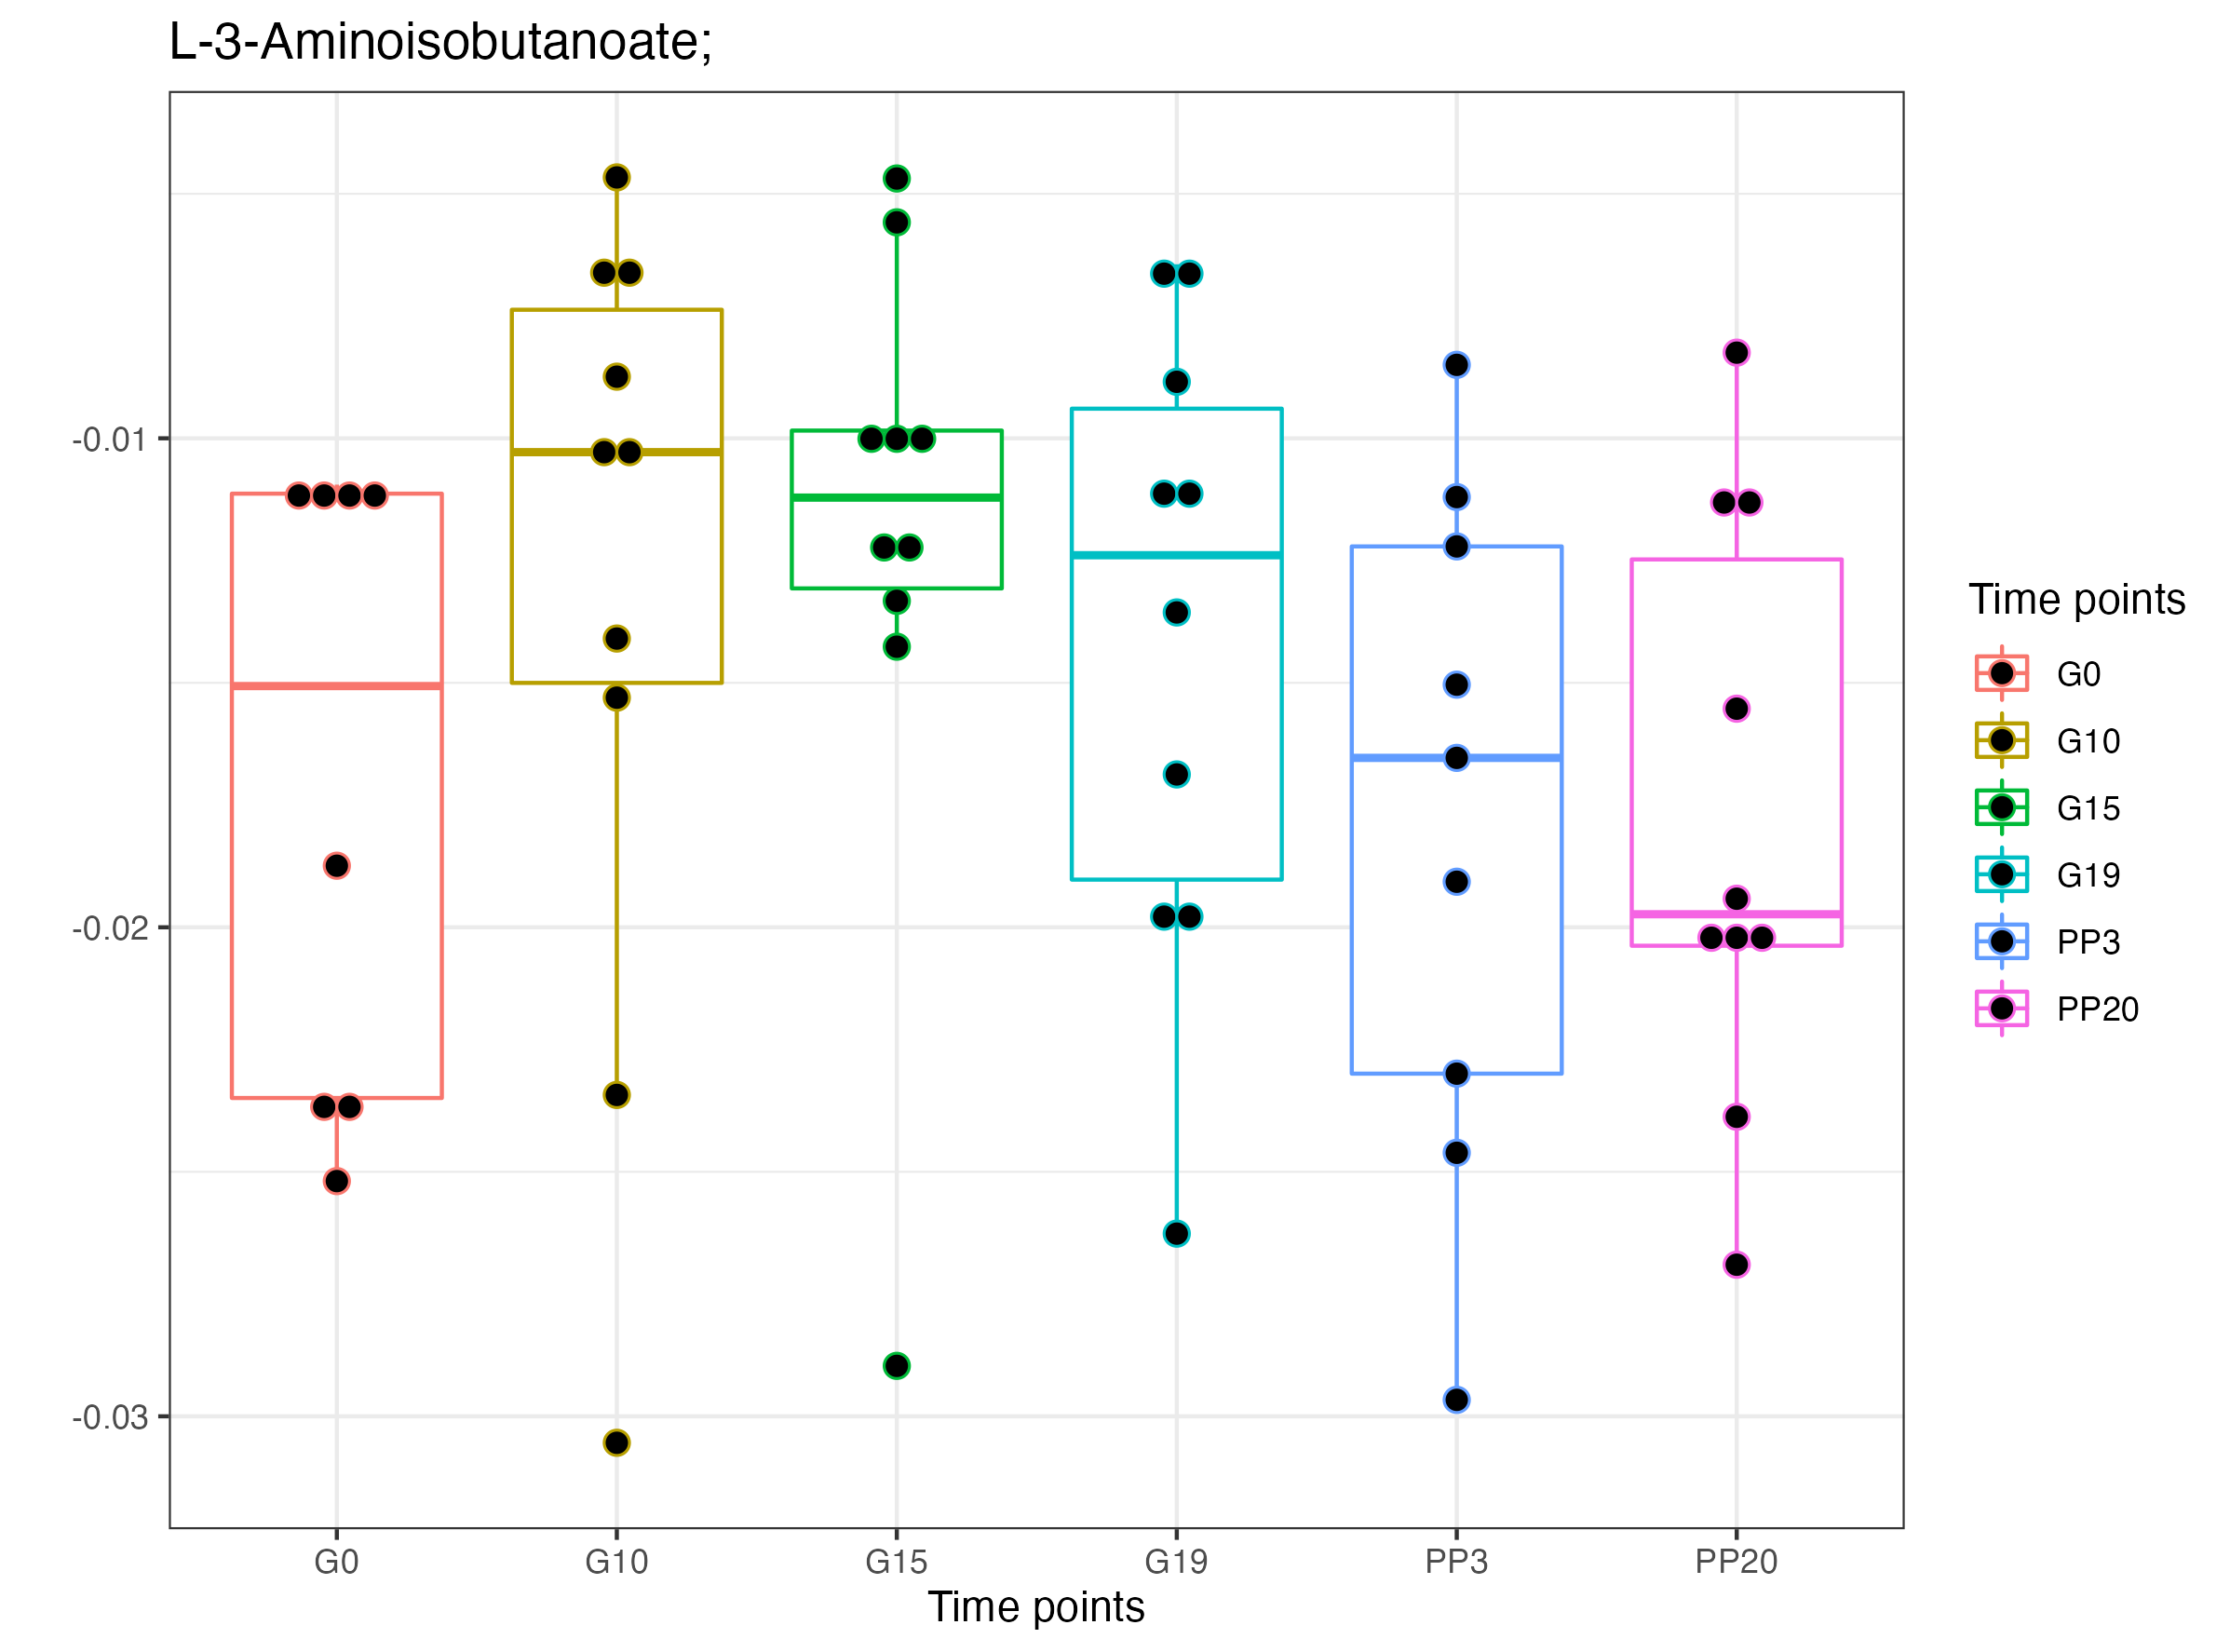 L-3-Aminoisobutanoate;
-0.01
-0.02
-0.03
G0 G10 G15 G19 PP3 PP20
Time points
Time points
G0
G10
G15
G19
PP3
PP20